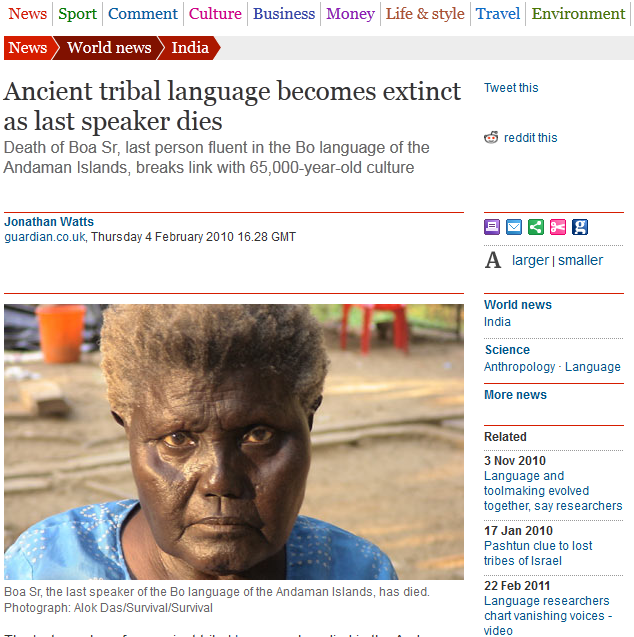 News Sport Comment Culture Business Money Life & style Travel Environment
News World news India
Ancient tribal language becomes extinct
as last speaker dies
Death of Boa Sr, last person fluent in the Bo language of the
Andaman Islands, breaks link with 65,000-year-old culture
Tweet this
reddit this
Jonathan Watts
guardian.co.uk, Thursday 4 February 2010 16.28 GMT
g
A larger | smaller
Boa Sr, the last speaker of the Bo language of the Andaman Islands, has died.
Photograph: Alok Das/Survival/Survival
World news
India
Science
Anthropology · Language
More news
Related
3 Nov 2010
Language and
toolmaking evolved
together, say researchers
17 Jan 2010
Pashtun clue to lost
tribes of Israel
22 Feb 2011
Language researchers
chart vanishing voices -
video